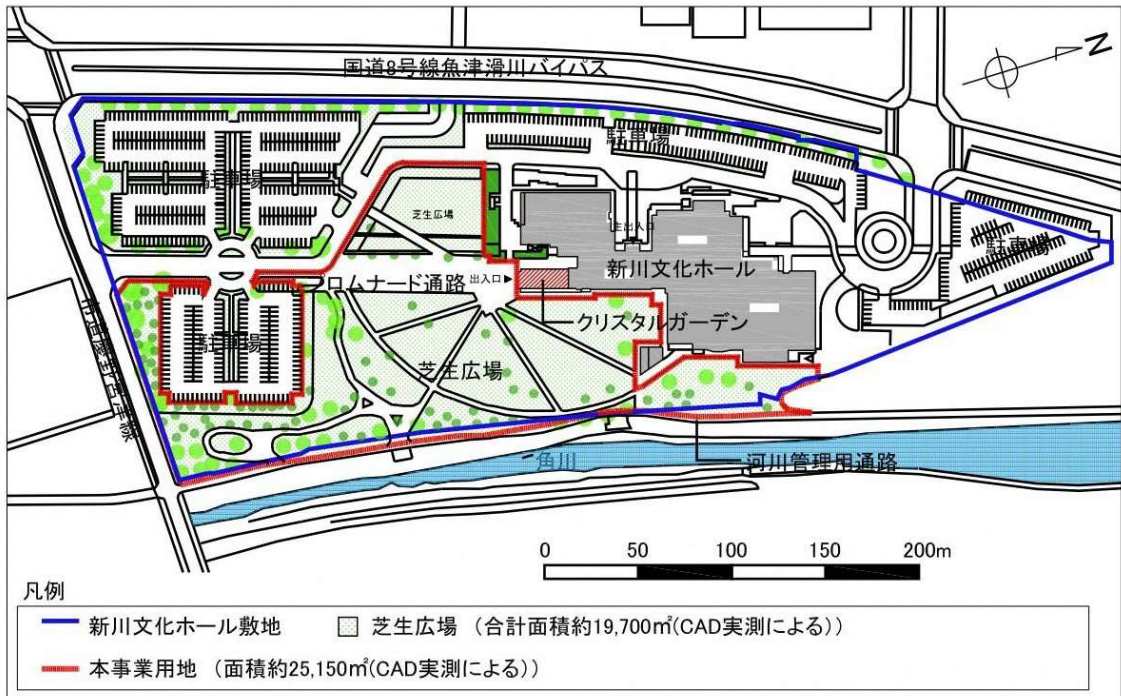 国道8号線魚津滑川バイパス
N
駐車場
駐車場
芝生広場
主出入口
駐車場
新川文化ホール
ロムナード通路
出入口
クリスタルガーデン
駐車場
芝生広場
角川
河川管理用通路
0 50 100 150 200m
凡例
新川文化ホール敷地
芝生広場 (合計面積約19,700㎡(CAD実測による))
本事業用地 (面積約25,150㎡(CAD実測による))